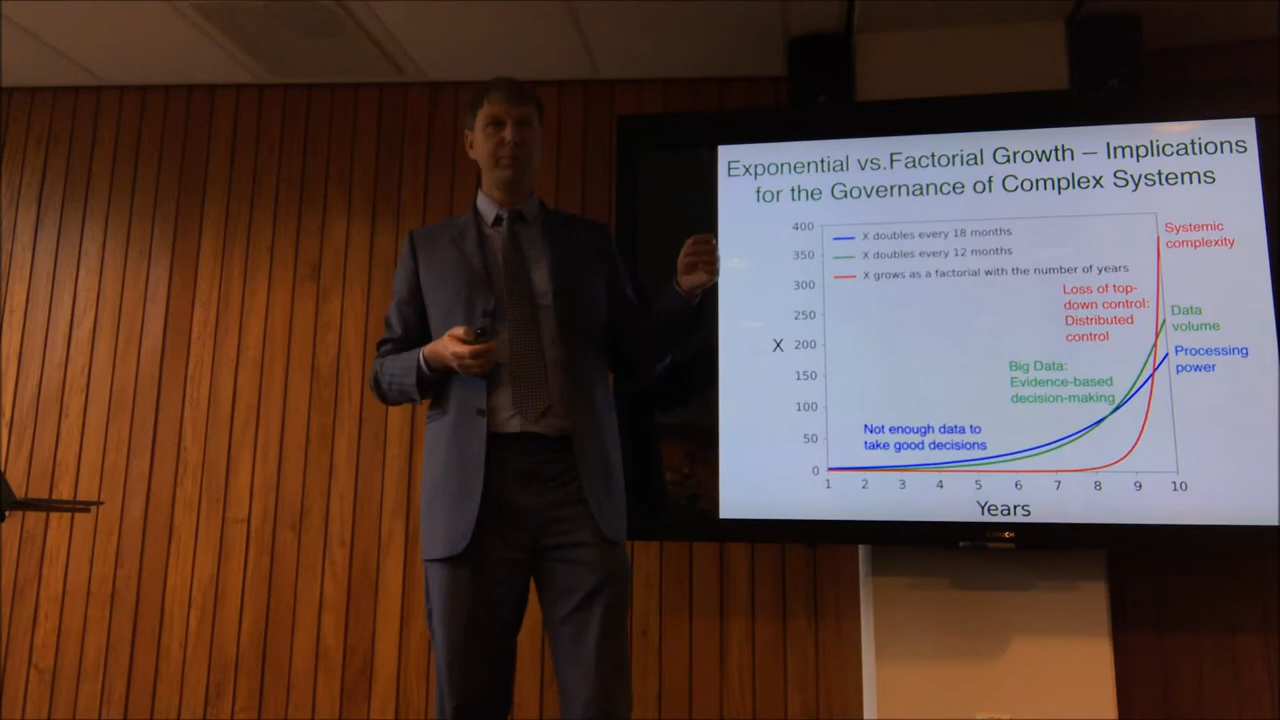 Exponential vs.Factorial Growth – Implications
for the Governance of Complex Systems
400
350
300
250
200
150
100
50
0
X
X doubles every 18 months
X doubles every 12 months
X grows as a factorial with the number of years
Systemic
complexity
Loss of top-
down control:
Distributed
control
Data
volume
Processing
power
Big Data:
Evidence-based
decision-making
Not enough data to
take good decisions
1 2 3 4 5 6 7 8 9 10
Years